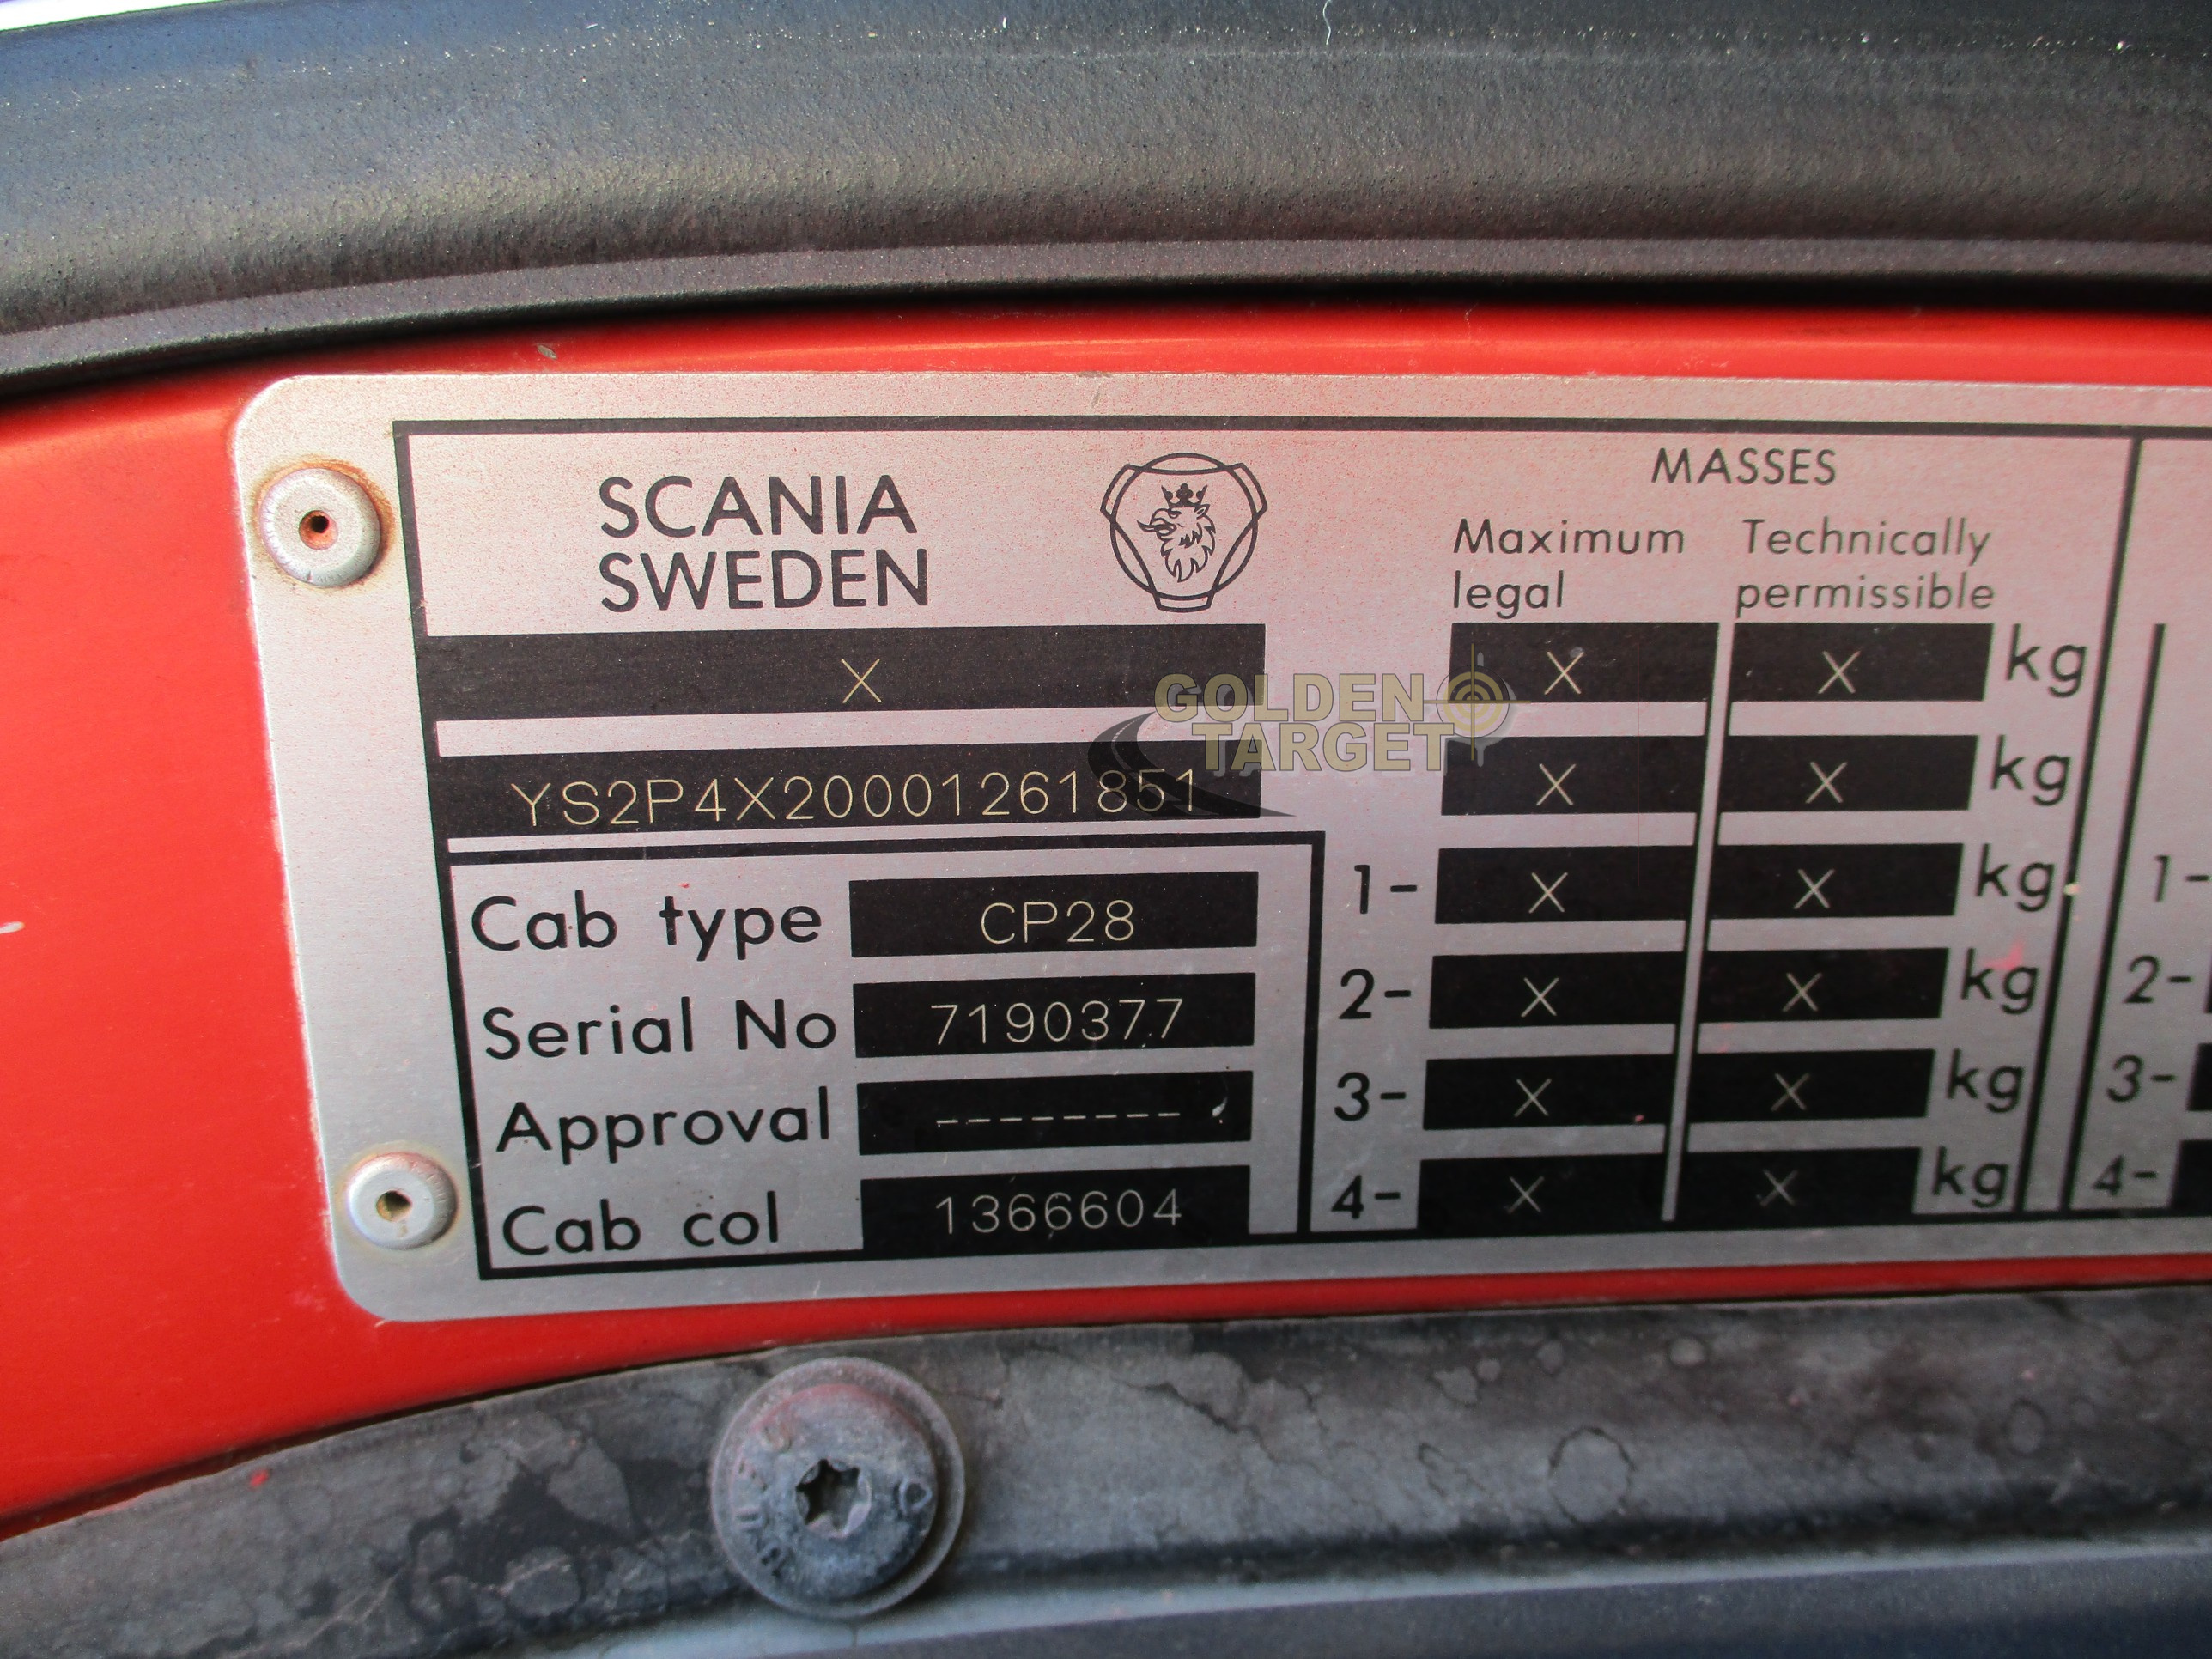 SCANIA
SWEDEN
X
YS2P4X20001261851
Cab type CP28
Serial No 7190377
Approval --------
Cab col 1366604
MASSES
Maximum legal Technically permissible
X X kg
X X kg
1- X X kg
2- X X kg
3- X X kg
4- X X kg
1-
2-
3-
4-
GOLDEN
TARGET